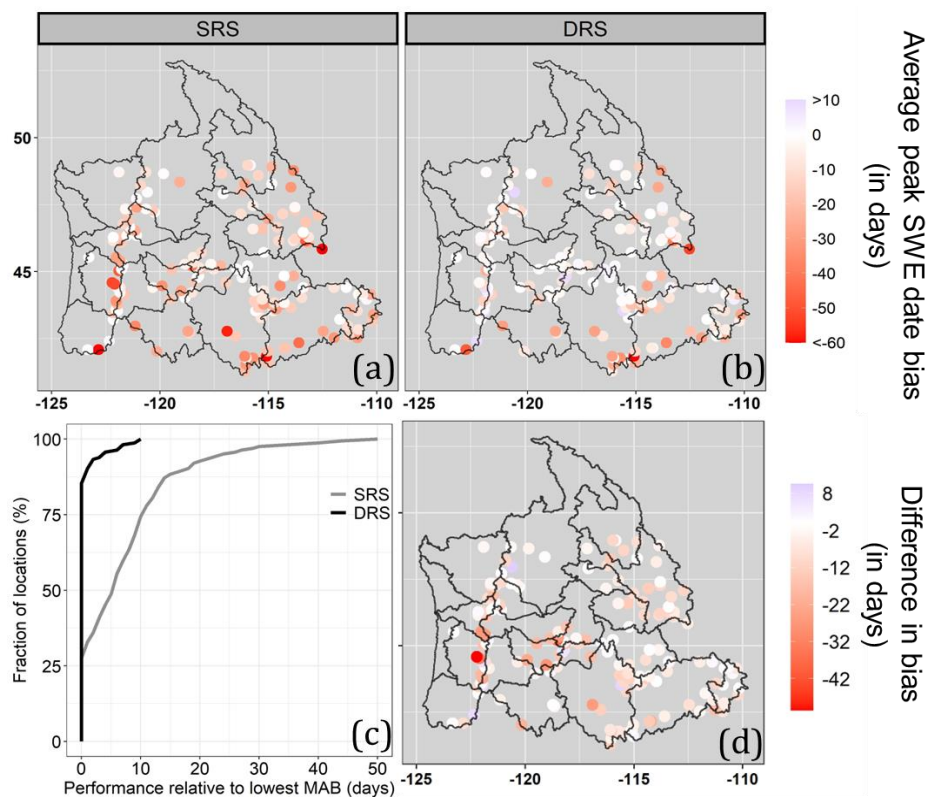 SRS
DRS
50
45
(a)
(b)
-125
-120
-115
-110
-125
-120
-115
-110
>10
0
-10
-20
-30
-40
-50
<-60
Average peak SWE date bias
(in days)
100
75
50
25
0
Fraction of locations (%)
SRS
DRS
(c)
0
10
20
30
40
50
Performance relative to lowest MAB (days)
(d)
-125
-120
-115
-110
8
-2
-12
-22
-32
-42
Difference in bias
(in days)